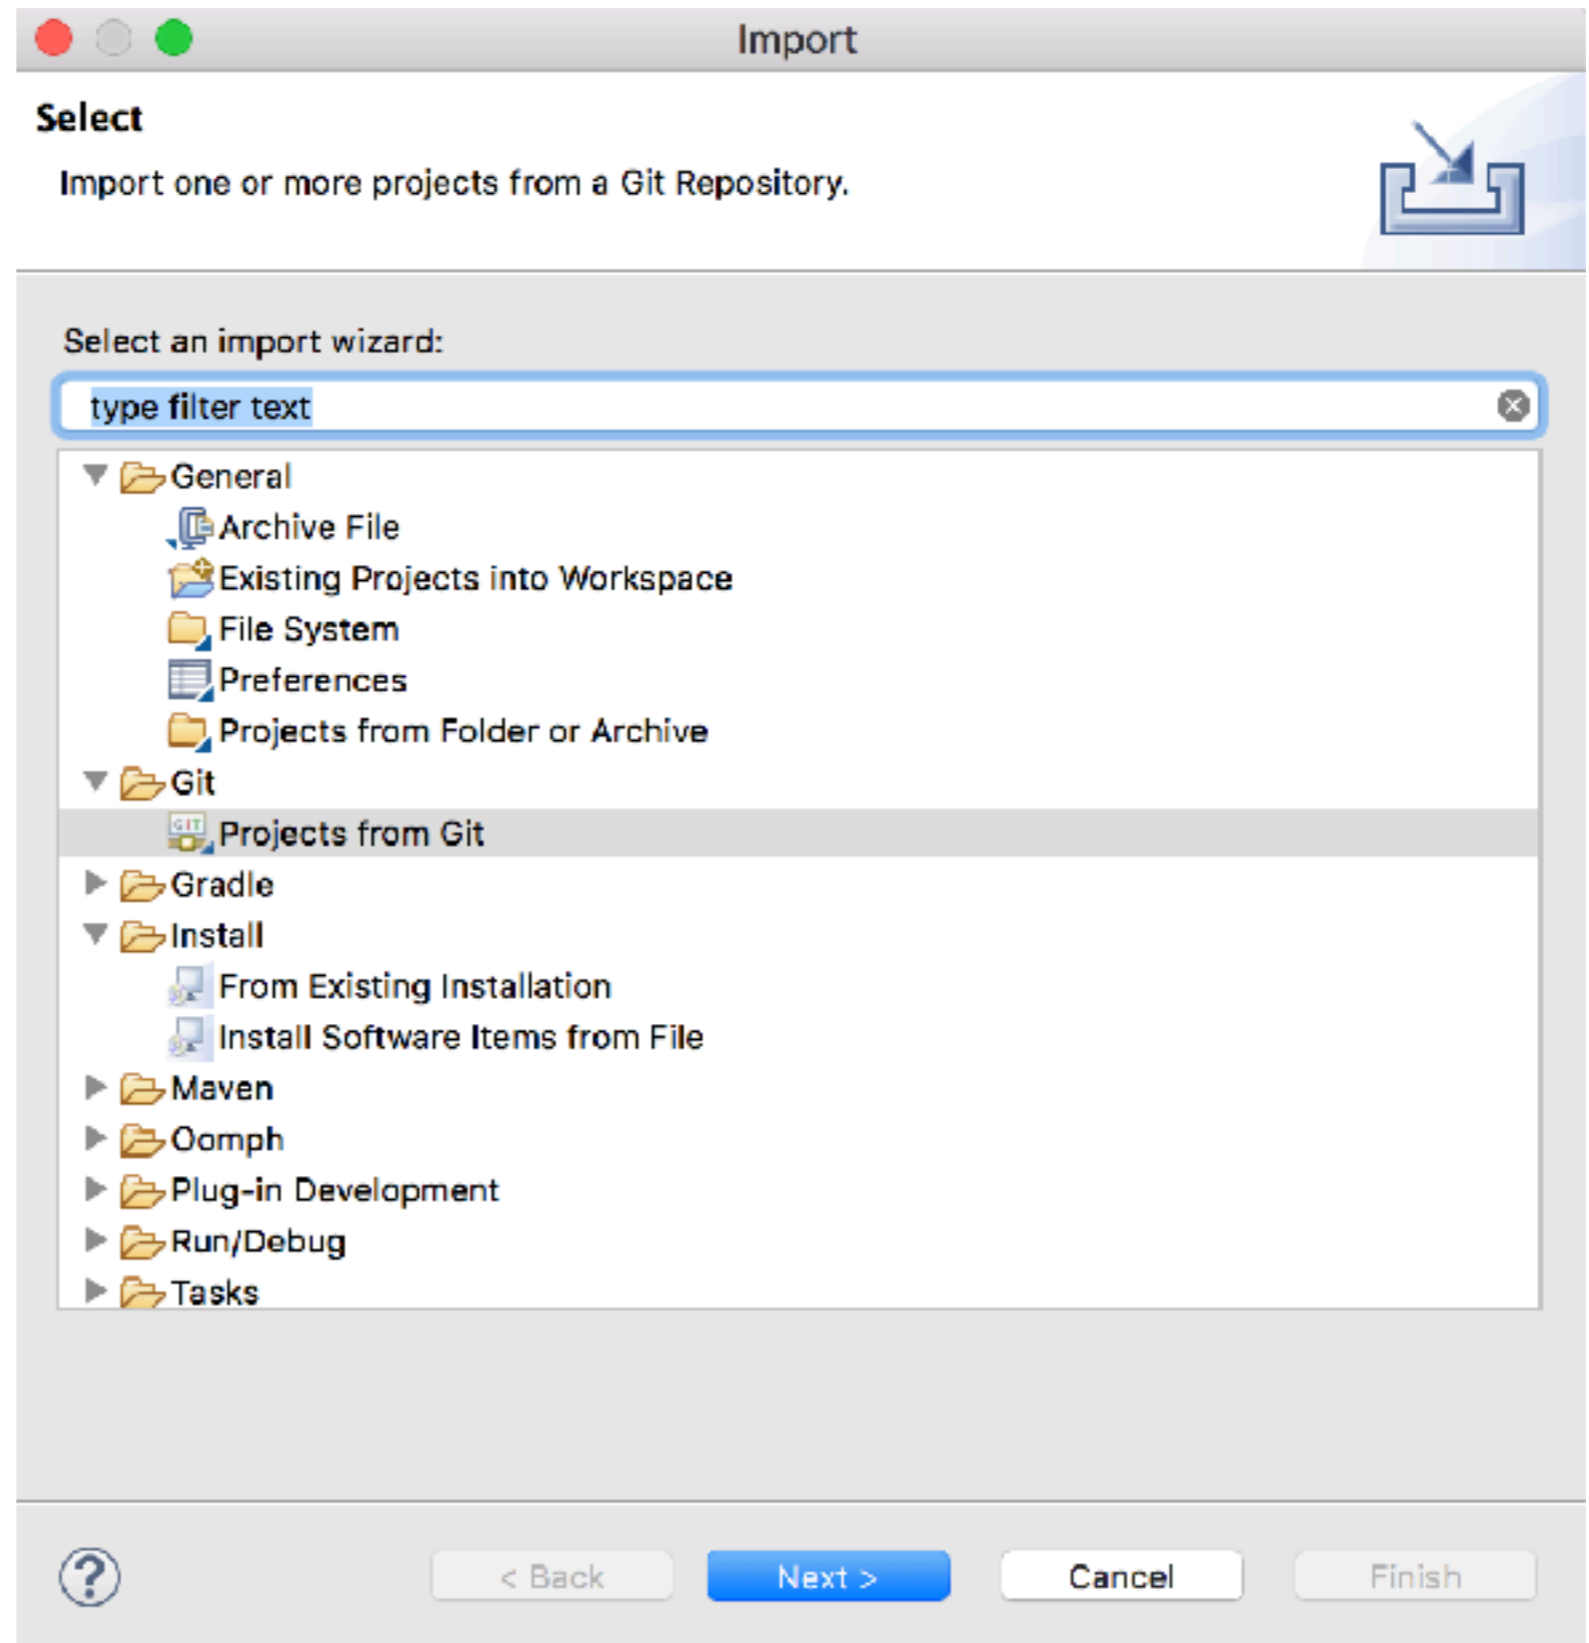 Import
Select
Import one or more projects from a Git Repository.
Select an import wizard:
type filter text
General
Archive File
Existing Projects into Workspace
File System
Preferences
Projects from Folder or Archive
Git
GIT
Projects from Git
Gradle
Install
From Existing Installation
Install Software Items from File
Maven
Oomph
Plug-in Development
Run/Debug
Tasks
?
< Back
Next >
Cancel
Finish